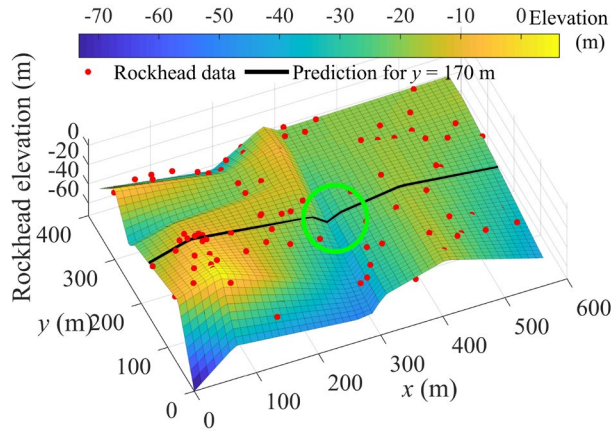 -70 -60 -50 -40 -30 -20 -10 0 Elevation
(m)
Rockhead data Prediction for y = 170 m
Rockhead elevation (m)
0
-20
-40
-60
400
300
200
100
0
y (m)
0
100
200
300
400
500
600
x (m)